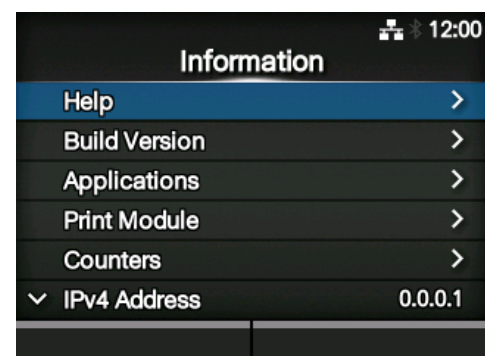 12:00
Information
Help
Build Version
Applications
Print Module
Counters
IPv4 Address 0.0.0.1